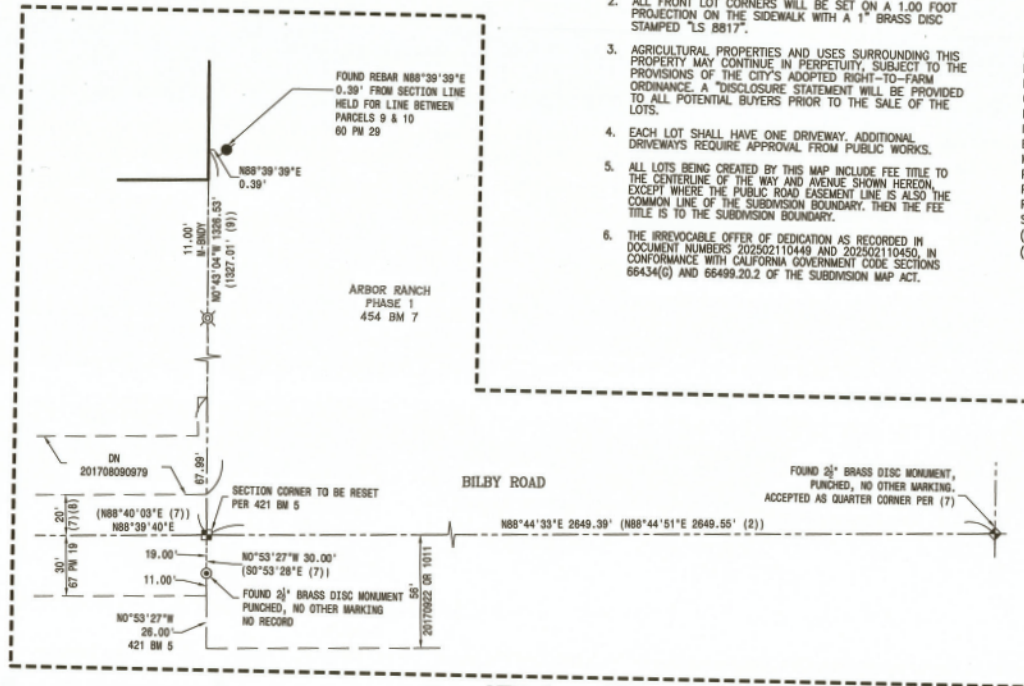 2. ALL FRONT LOT CORNERS WILL BE SET ON A 1.00 FOOT
PROJECTION ON THE SIDEWALK WITH A 1" BRASS DISC
STAMPED "LS 8817".
3. AGRICULTURAL PROPERTIES AND USES SURROUNDING THIS
PROPERTY MAY CONTINUE IN PERPETUITY, SUBJECT TO THE
PROVISIONS OF THE CITY'S ADOPTED RIGHT-TO-FARM
ORDINANCE. A "DISCLOSURE STATEMENT WILL BE PROVIDED
TO ALL POTENTIAL BUYERS PRIOR TO THE SALE OF THE
LOTS.
4. EACH LOT SHALL HAVE ONE DRIVEWAY. ADDITIONAL
DRIVEWAYS REQUIRE APPROVAL FROM PUBLIC WORKS.
5. ALL LOTS BEING CREATED BY THIS MAP INCLUDE FEE TITLE TO
THE CENTERLINE OF THE WAY AND AVENUE SHOWN HEREON,
EXCEPT WHERE THE PUBLIC ROAD EASEMENT LINE IS ALSO THE
COMMON LINE OF THE SUBDIVISION BOUNDARY. THEN THE FEE
TITLE IS TO THE SUBDIVISION BOUNDARY.
6. THE IRREVOCABLE OFFER OF DEDICATION AS RECORDED IN
DOCUMENT NUMBERS 202502110449 AND 202502110450, IN
CONFORMANCE WITH CALIFORNIA GOVERNMENT CODE SECTIONS
66434(G) AND 66499.20.2 OF THE SUBDIVISION MAP ACT.
FOUND REBAR N88°39'39"E
0.39' FROM SECTION LINE
HELD FOR LINE BETWEEN
PARCELS 9 & 10
60 PM 29
N88°39'39"E
0.39'
11.00'
M-BNDY
N0°43'04"W 1326.53'
(1327.01' (9))
ARBOR RANCH
PHASE 1
454 BM 7
DN
201708090979
67.99'
SECTION CORNER TO BE RESET
PER 421 BM 5
BILBY ROAD
FOUND 2½" BRASS DISC MONUMENT,
PUNCHED, NO OTHER MARKING,
ACCEPTED AS QUARTER CORNER PER (7)
20'
(7)(8)
(N88°40'03"E (7))
N88°39'40"E
N88°44'33"E 2649.39' (N88°44'51"E 2649.55' (2))
30'
67 PM 19
19.00'
N0°53'27"W 30.00'
(S0°53'28"E (7))
11.00'
FOUND 2½" BRASS DISC MONUMENT
PUNCHED, NO OTHER MARKING
NO RECORD
56'
20170922 OR 1011
N0°53'27"W
26.00'
421 BM 5